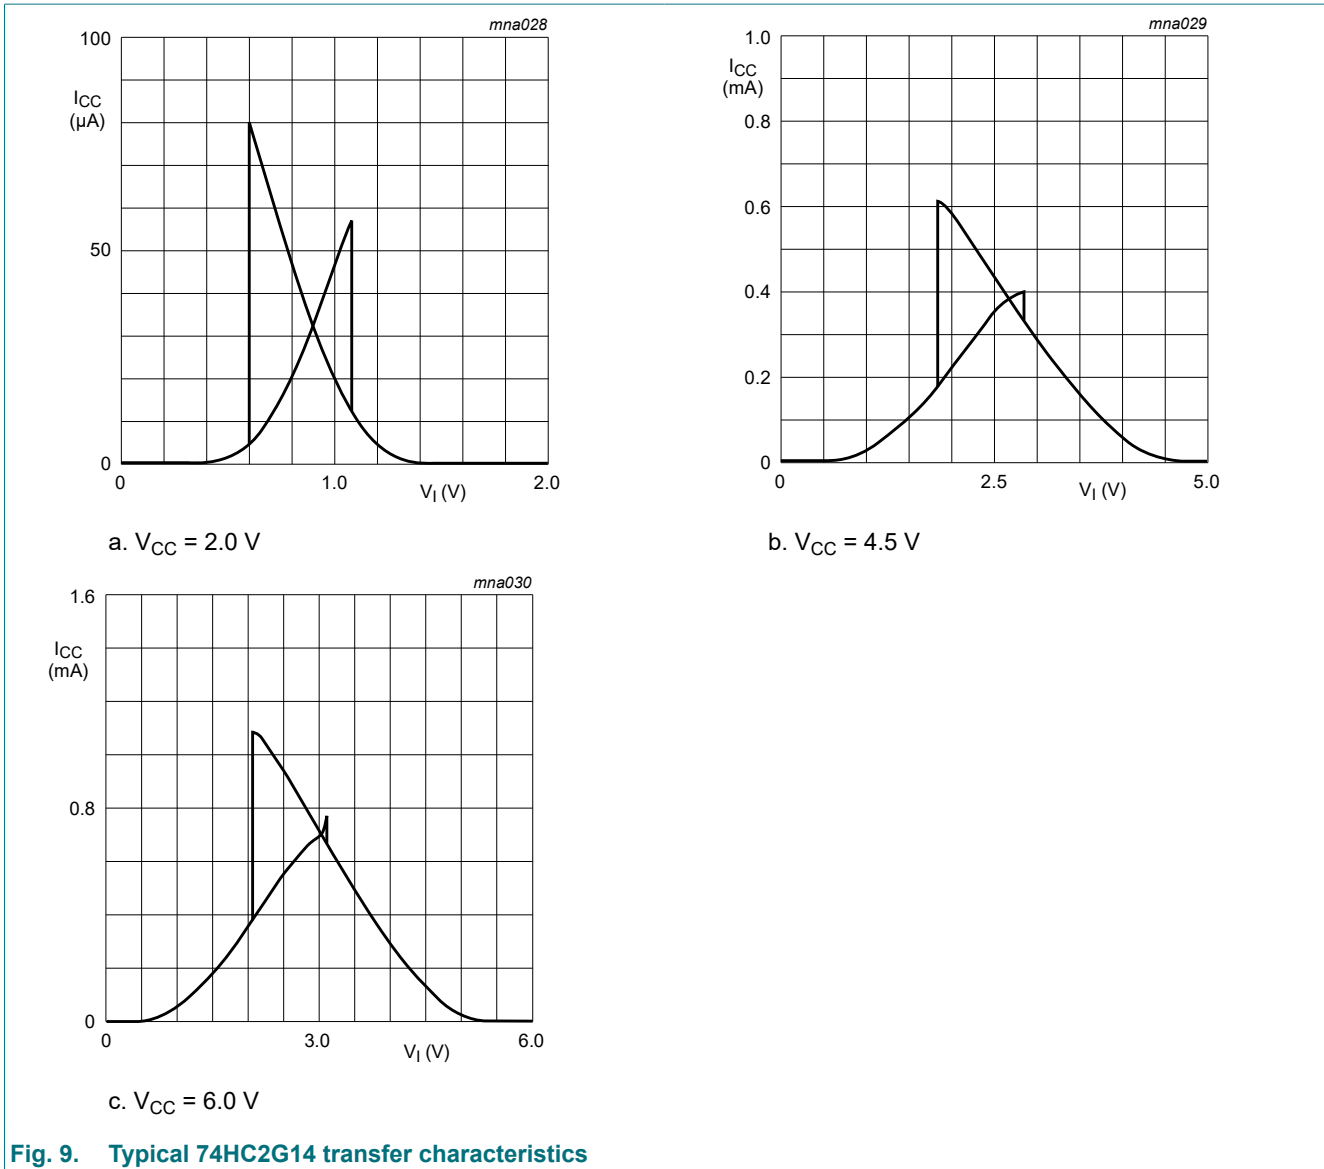 mna028
100
ICC
(µA)
50
0
0
1.0
2.0
VI (V)
a. VCC = 2.0 V
mna029
1.0
ICC
(mA)
0.8
0.6
0.4
0.2
0
0
2.5
5.0
VI (V)
b. VCC = 4.5 V
mna030
1.6
ICC
(mA)
0.8
0
0
3.0
6.0
VI (V)
c. VCC = 6.0 V
Fig. 9. Typical 74HC2G14 transfer characteristics